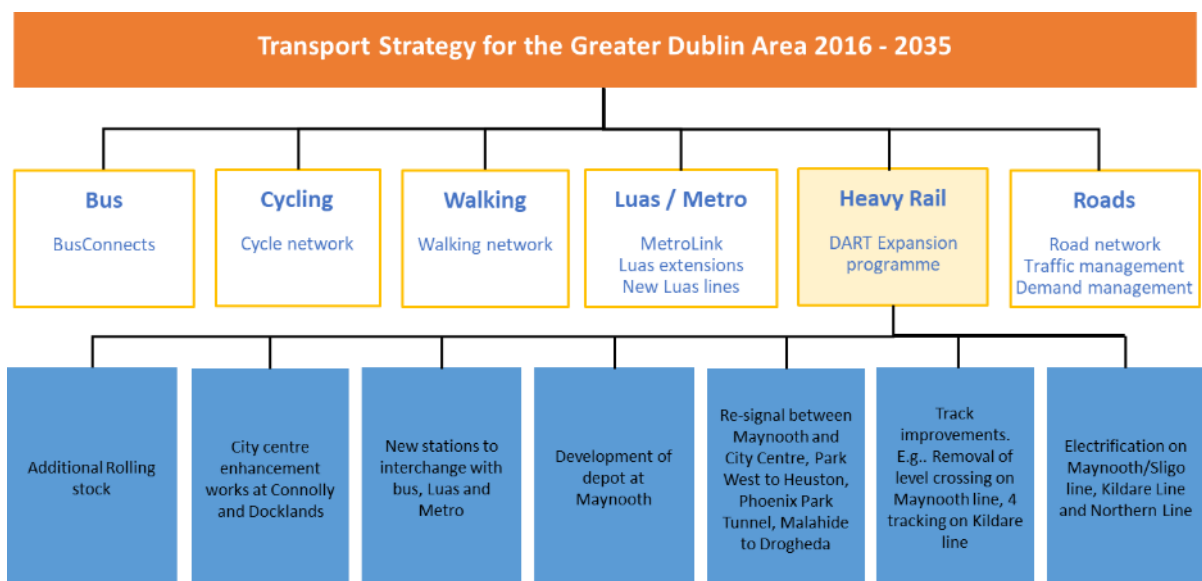 Transport Strategy for the Greater Dublin Area 2016 - 2035
Bus
BusConnects
Cycling
Cycle network
Walking
Walking network
Luas / Metro
MetroLink
Luas extensions
New Luas lines
Heavy Rail
DART Expansion
programme
Roads
Road network
Traffic management
Demand management
Additional Rolling
stock
City centre
enhancement
works at Connolly
and Docklands
New stations to
interchange with
bus, Luas and
Metro
Development of
depot at
Maynooth
Re-signal between
Maynooth and
City Centre, Park
West to Heuston,
Phoenix Park
Tunnel, Malahide
to Drogheda
Track
improvements.
E.g.. Removal of
level crossing on
Maynooth line, 4
tracking on Kildare
line
Electrification on
Maynooth/Sligo
line, Kildare Line
and Northern Line